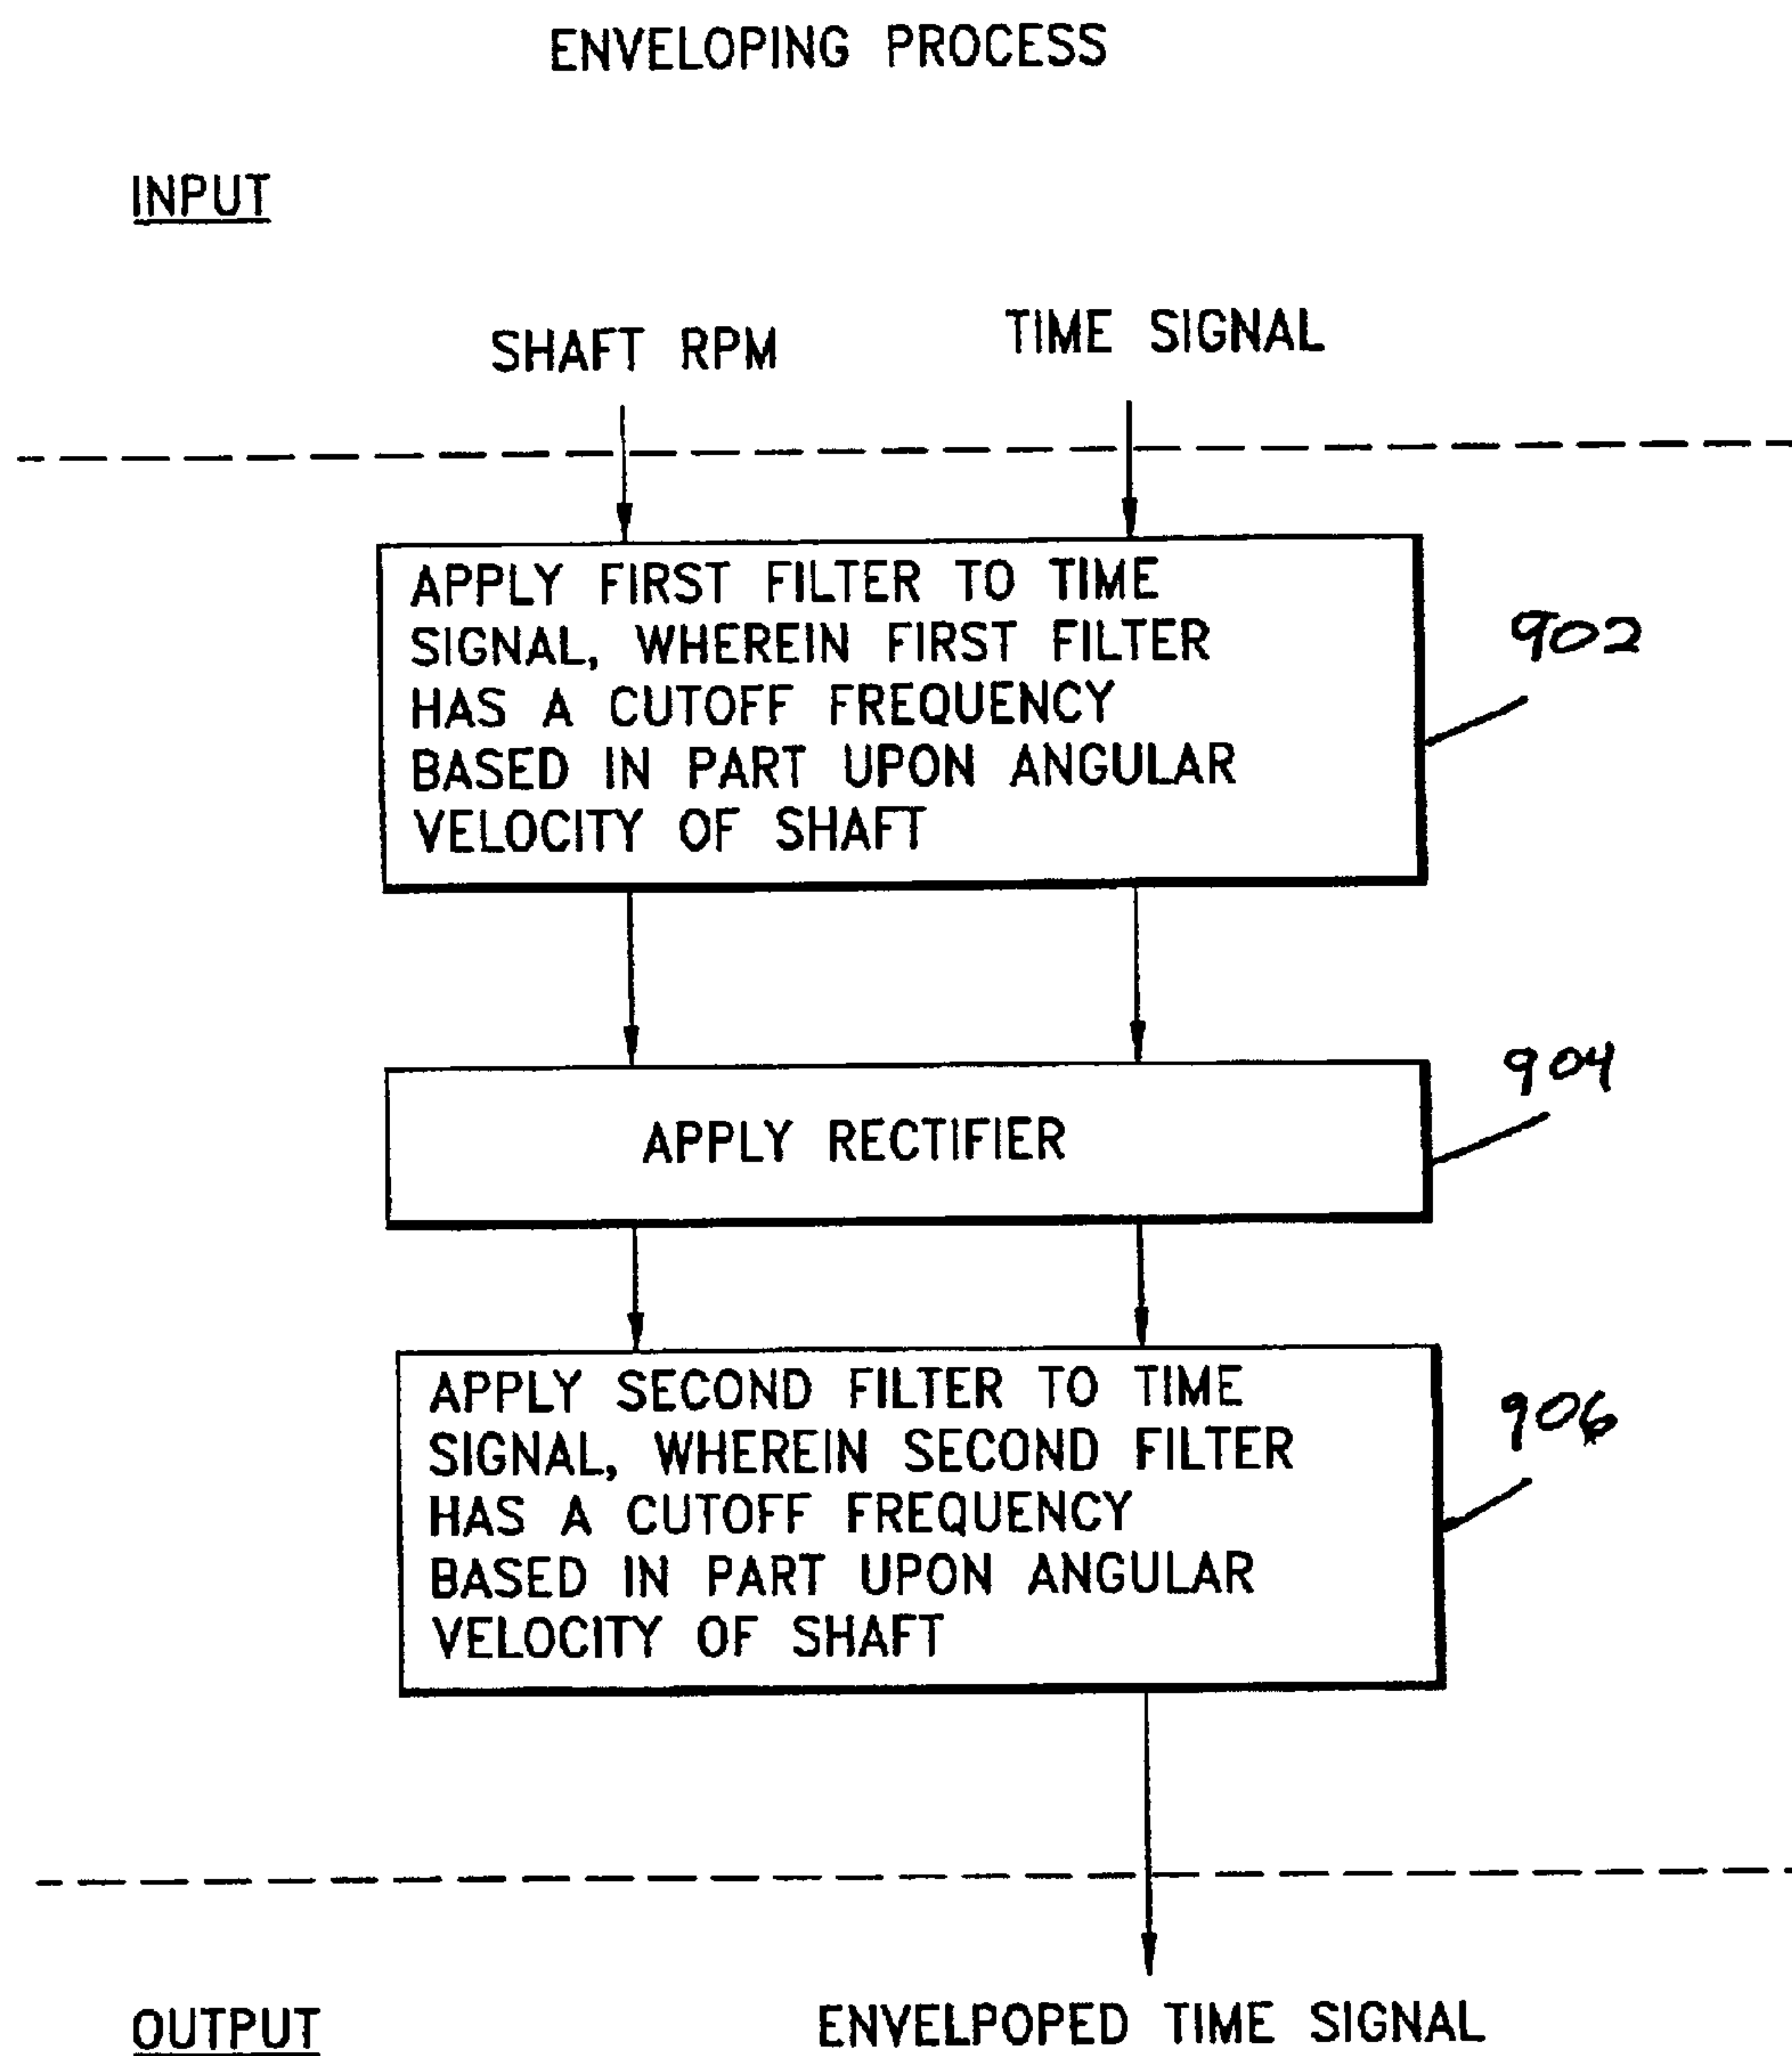 ENVELOPING PROCESS
INPUT
SHAFT RPM
TIME SIGNAL
APPLY FIRST FILTER TO TIME
SIGNAL, WHEREIN FIRST FILTER
HAS A CUTOFF FREQUENCY
BASED IN PART UPON ANGULAR
VELOCITY OF SHAFT
902
APPLY RECTIFIER
904
APPLY SECOND FILTER TO TIME
SIGNAL, WHEREIN SECOND FILTER
HAS A CUTOFF FREQUENCY
BASED IN PART UPON ANGULAR
VELOCITY OF SHAFT
906
OUTPUT
ENVELPOPED TIME SIGNAL